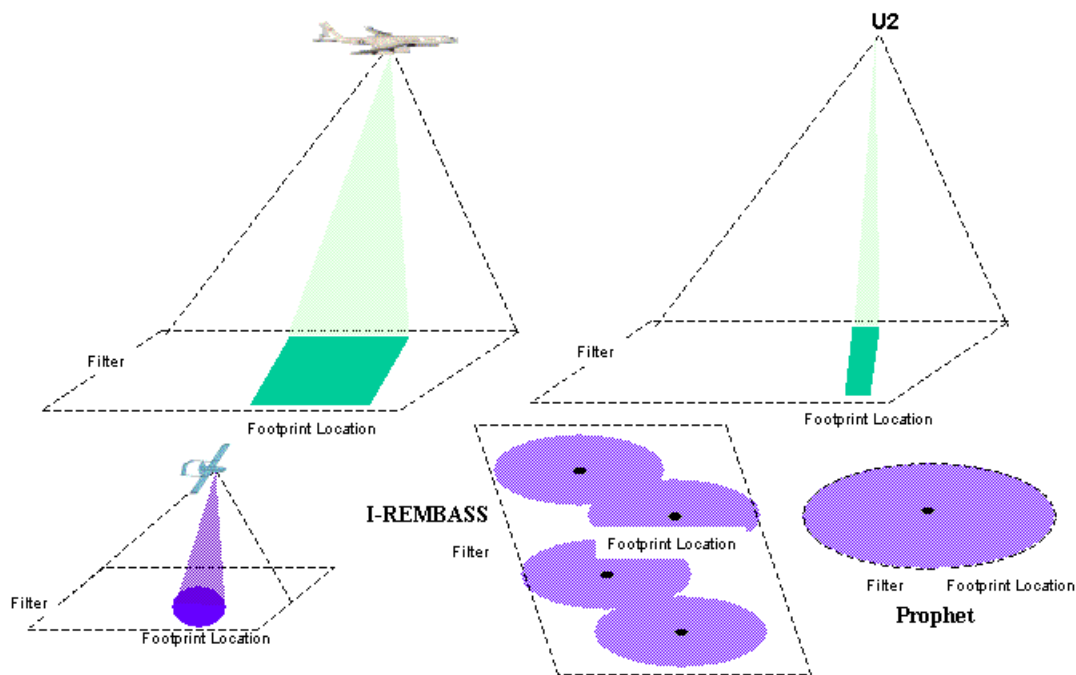 U2
Filter
Footprint Location
Filter
Footprint Location
I-REMBASS
Filter
Footprint Location
Filter
Footprint Location
Filter Footprint Location
Prophet